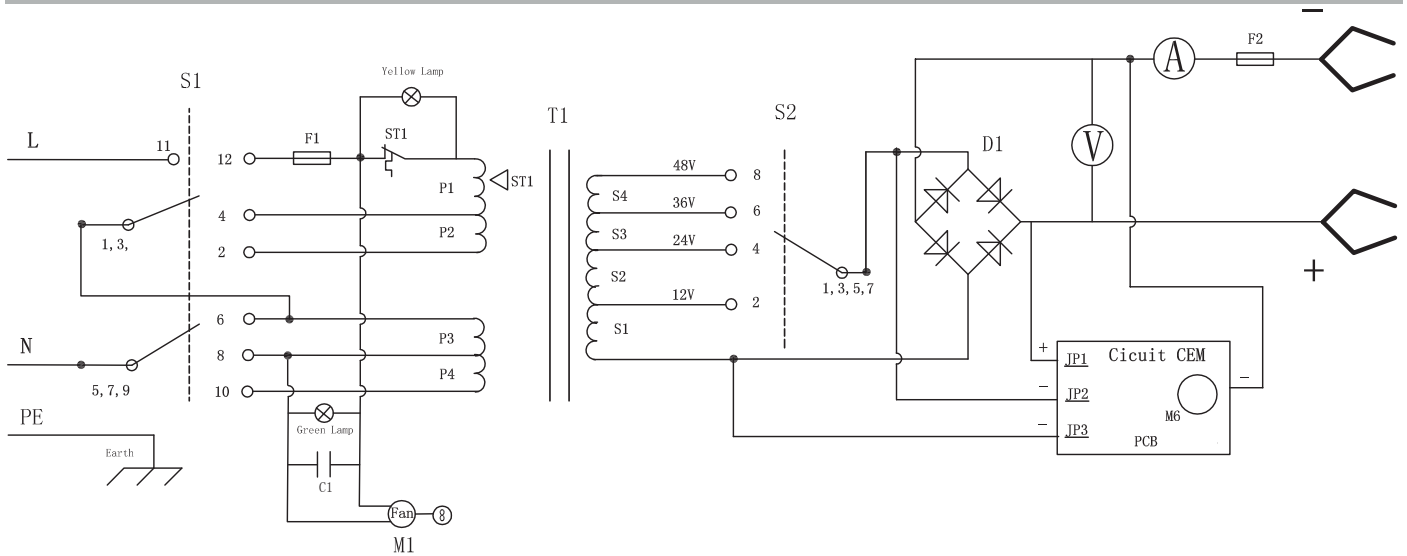 S1
Yellow Lamp
L
11
12
F1
ST1
T1
S2
D1
A
F2
−
V
4
2
1,3,
P1
ST1
P2
S4
48V
8
36V
6
S3
24V
4
S2
12V
2
S1
1,3,5,7
+
6
P3
N
8
P4
5,7,9
10
PE
Green Lamp
Earth
C1
Fan
8
M1
+
JP1
Cicuit CEM
−
−
JP2
M6
−
JP3
PCB